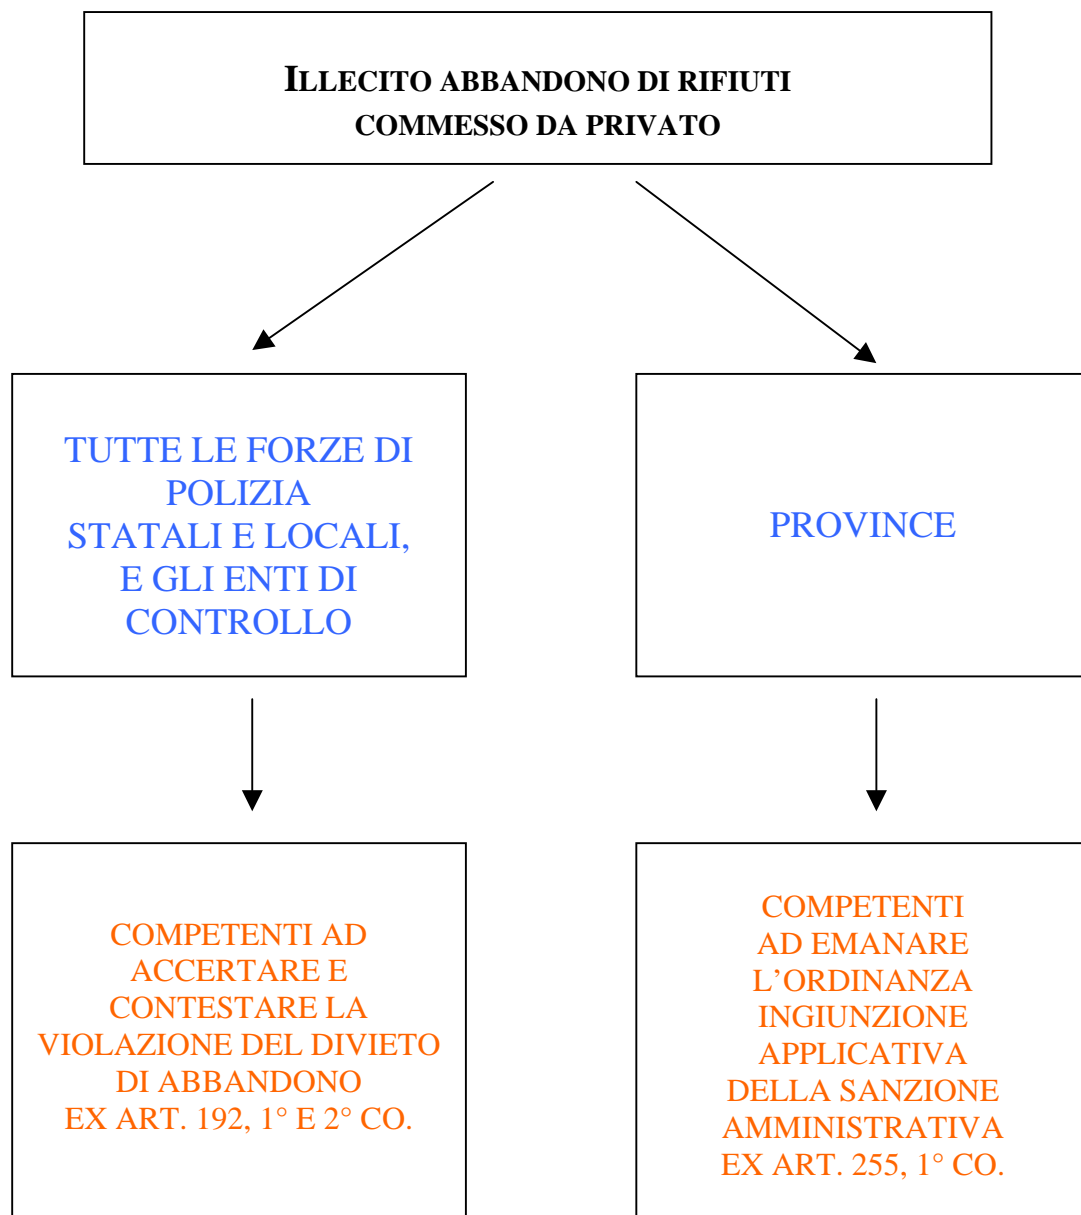 ILLECITO ABBANDONO DI RIFIUTI
COMMESSO DA PRIVATO
TUTTE LE FORZE DI
POLIZIA
STATALI E LOCALI,
E GLI ENTI DI
CONTROLLO
PROVINCE
COMPETENTI AD
ACCERTARE E
CONTESTARE LA
VIOLAZIONE DEL DIVIETO
DI ABBANDONO
EX ART. 192, 1° E 2° CO.
COMPETENTI
AD EMANARE
L’ORDINANZA
INGIUNZIONE
APPLICATIVA
DELLA SANZIONE
AMMINISTRATIVA
EX ART. 255, 1° CO.